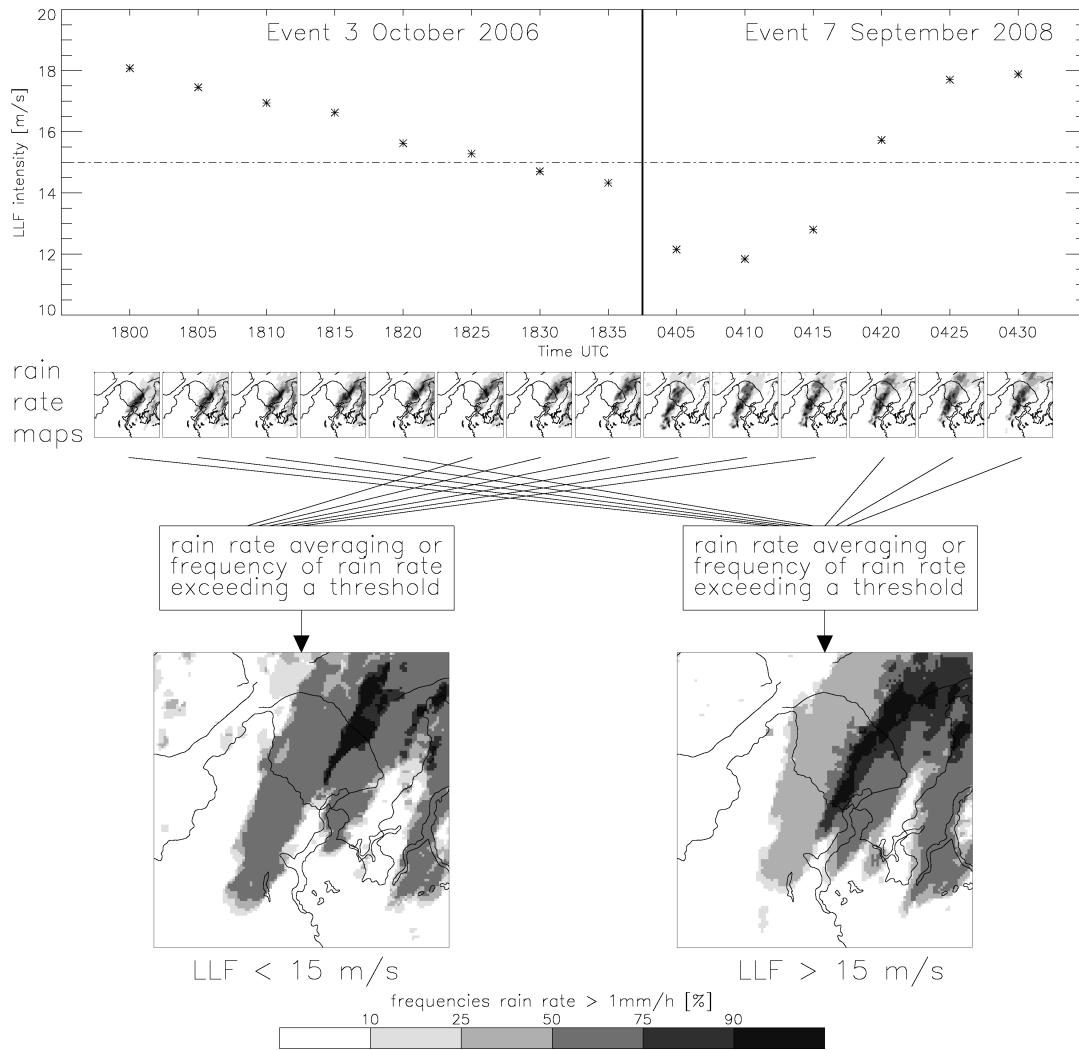 Event 3 October 2006
Event 7 September 2008
LLF intensity [m/s]
20
18
16
14
12
10
1800 1805 1810 1815 1820 1825 1830 1835 0405 0410 0415 0420 0425 0430
Time UTC
rain
rate
maps
rain rate averaging or
frequency of rain rate
exceeding a threshold
rain rate averaging or
frequency of rain rate
exceeding a threshold
LLF < 15 m/s
LLF > 15 m/s
frequencies rain rate > 1mm/h [%]
10 25 50 75 90